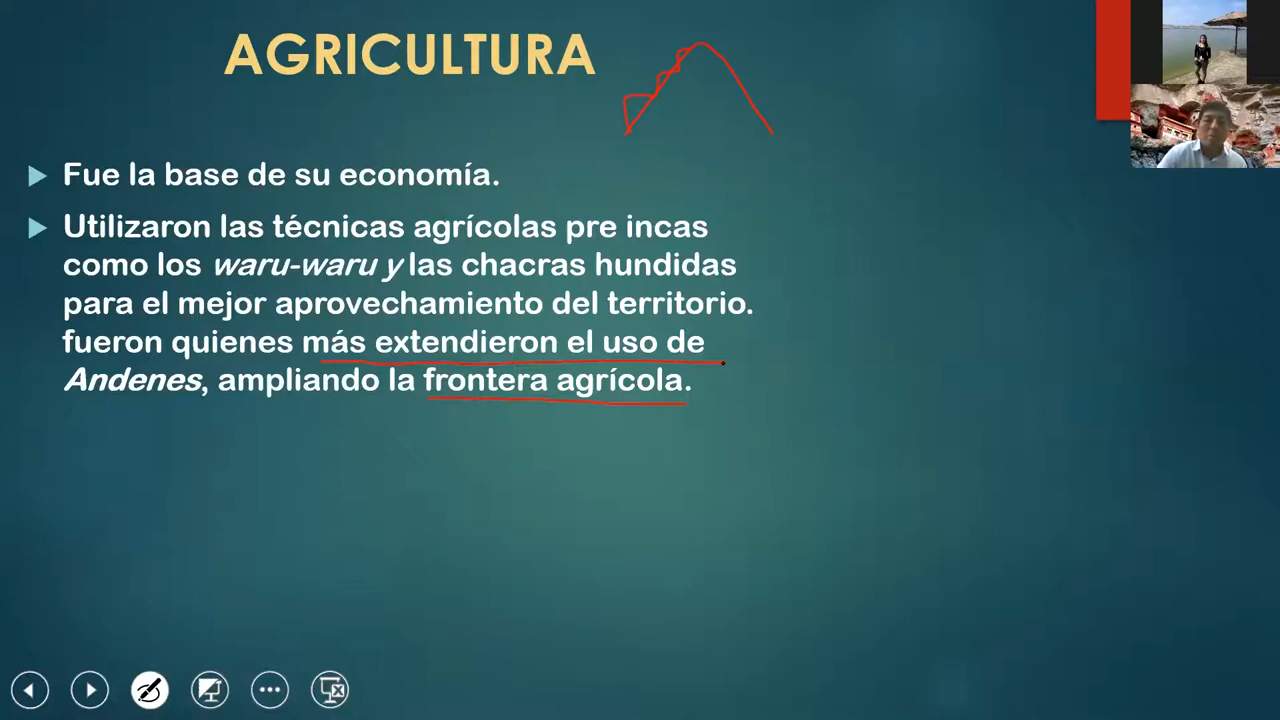 AGRICULTURA
Fue la base de su economía.
Utilizaron las técnicas agrícolas pre incas
como los waru-waru y las chacras hundidas
para el mejor aprovechamiento del territorio.
fueron quienes más extendieron el uso de
Andenes, ampliando la frontera agrícola.